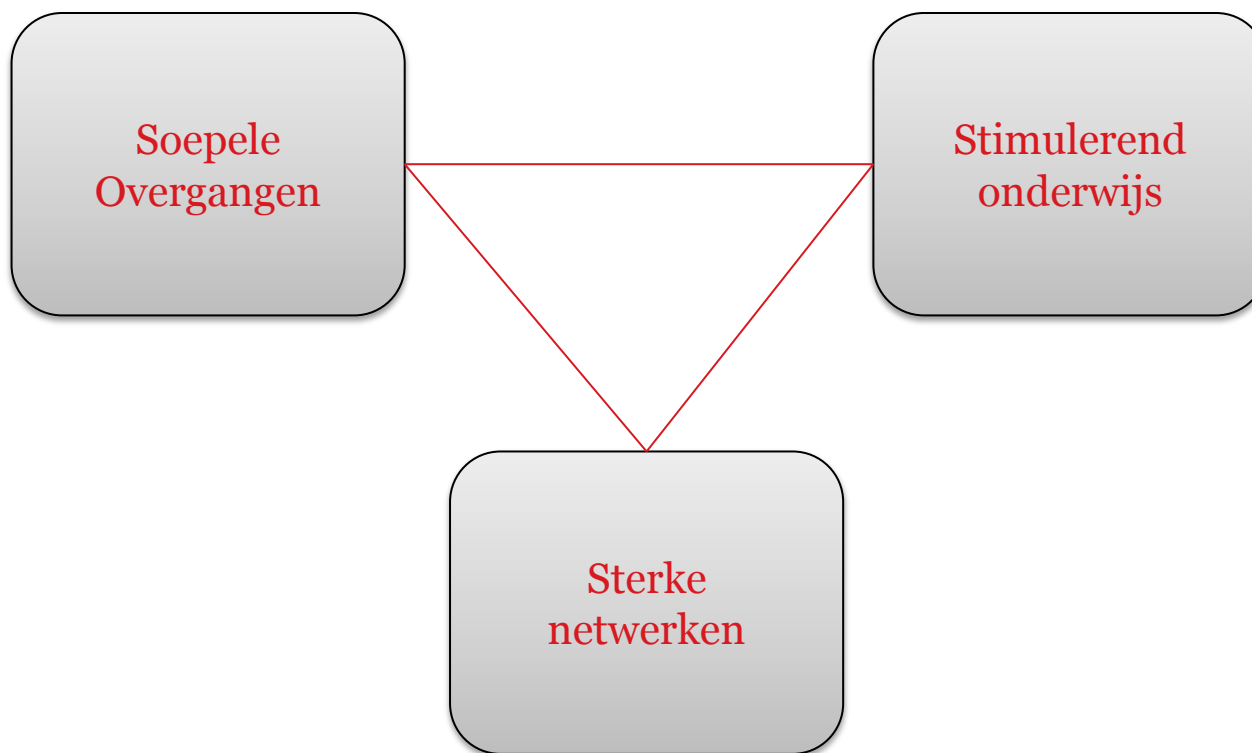 Soepele
Overgangen
Stimulerend
onderwijs
Sterke
netwerken